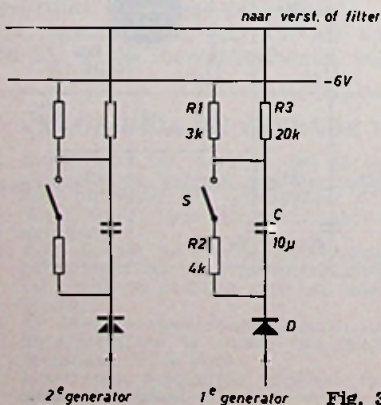 naar verst. of filter
-6V
R1
3k
R3
20k
S
C
10μ
R2
4k
D
2e generator
1e generator
Fig. 3